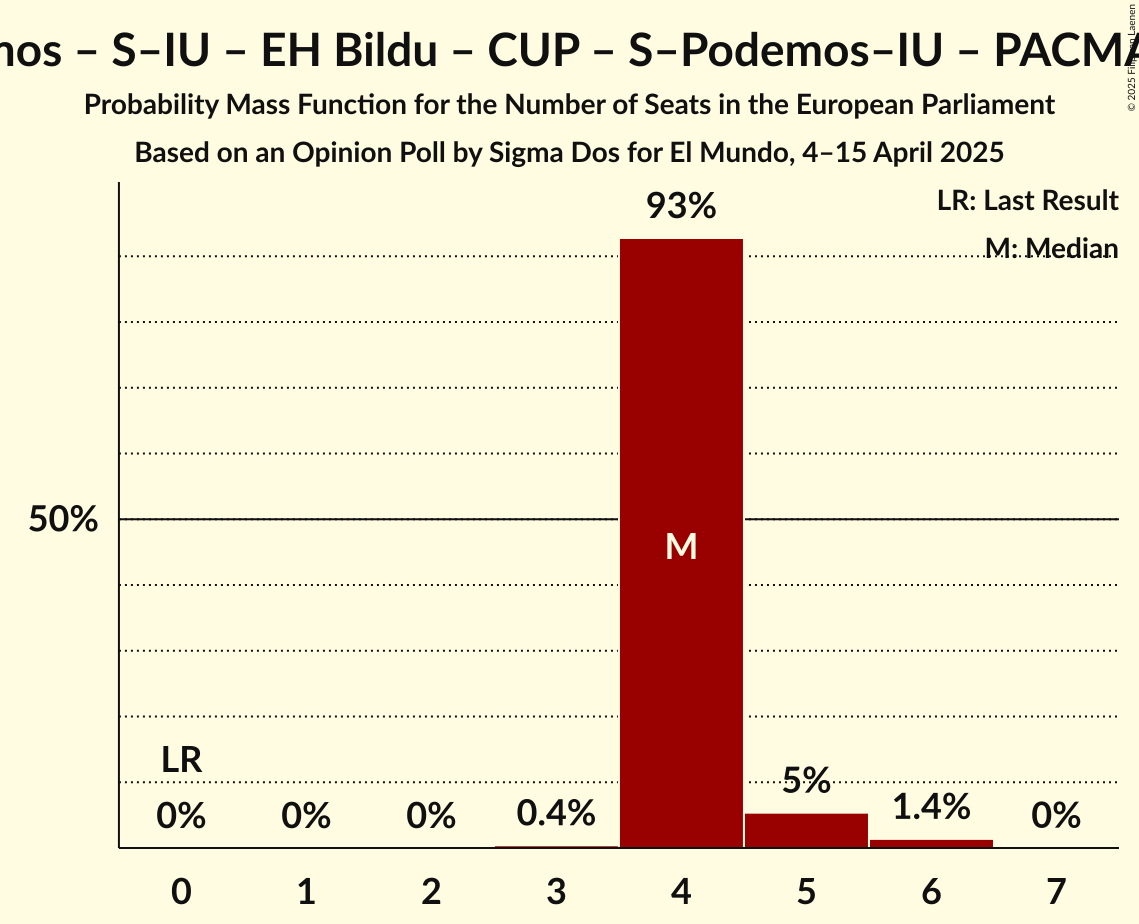 – S–IU – EH Bildu – CUP – S–Podemos–IU –
© 2025 Filip van Laenen
Probability Mass Function for the Number of Seats in the European Parliament
Based on an Opinion Poll by Sigma Dos for El Mundo, 4–15 April 2025
LR: Last Result
M: Median
93%
50%
M
LR
0% 0% 0% 0.4% 5% 1.4% 0%
0 1 2 3 4 5 6 7